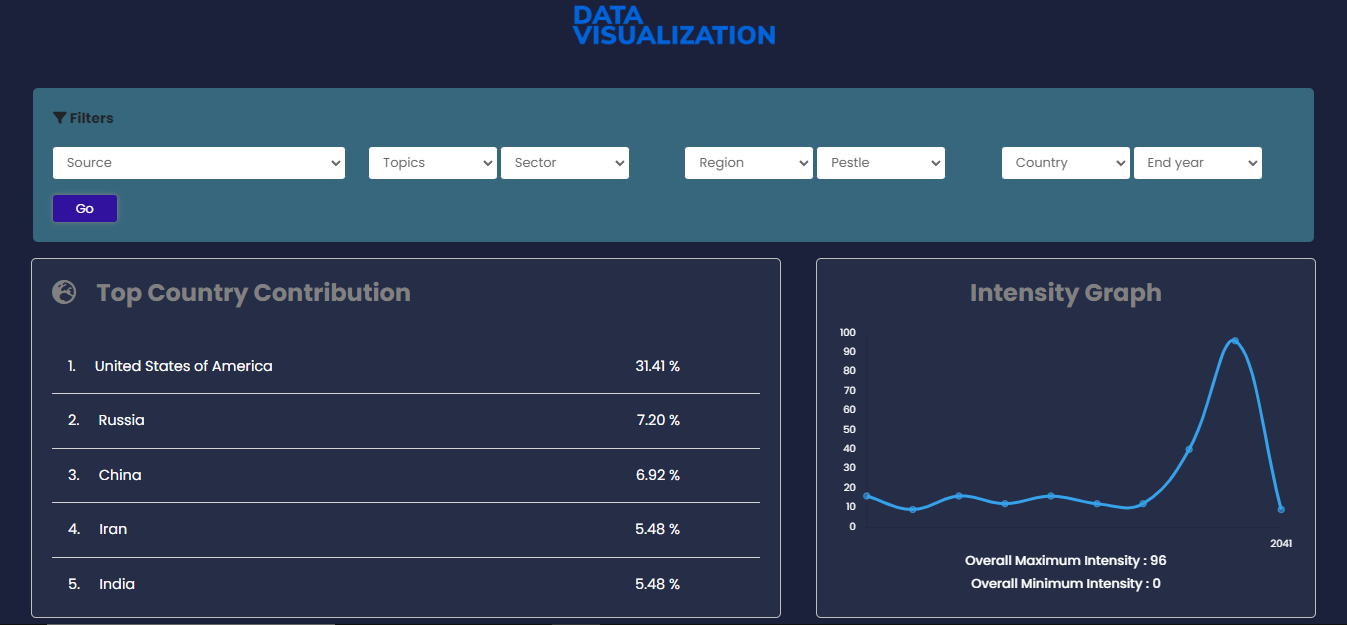 DATA
VISUALIZATION
Filters
Source Topics Sector Region Pestle Country End year
Go
Top Country Contribution
1. United States of America 31.41 %
2. Russia 7.20 %
3. China 6.92 %
4. Iran 5.48 %
5. India 5.48 %
Intensity Graph
100
90
80
70
60
50
40
30
20
10
0
2041
Overall Maximum Intensity : 96
Overall Minimum Intensity : 0